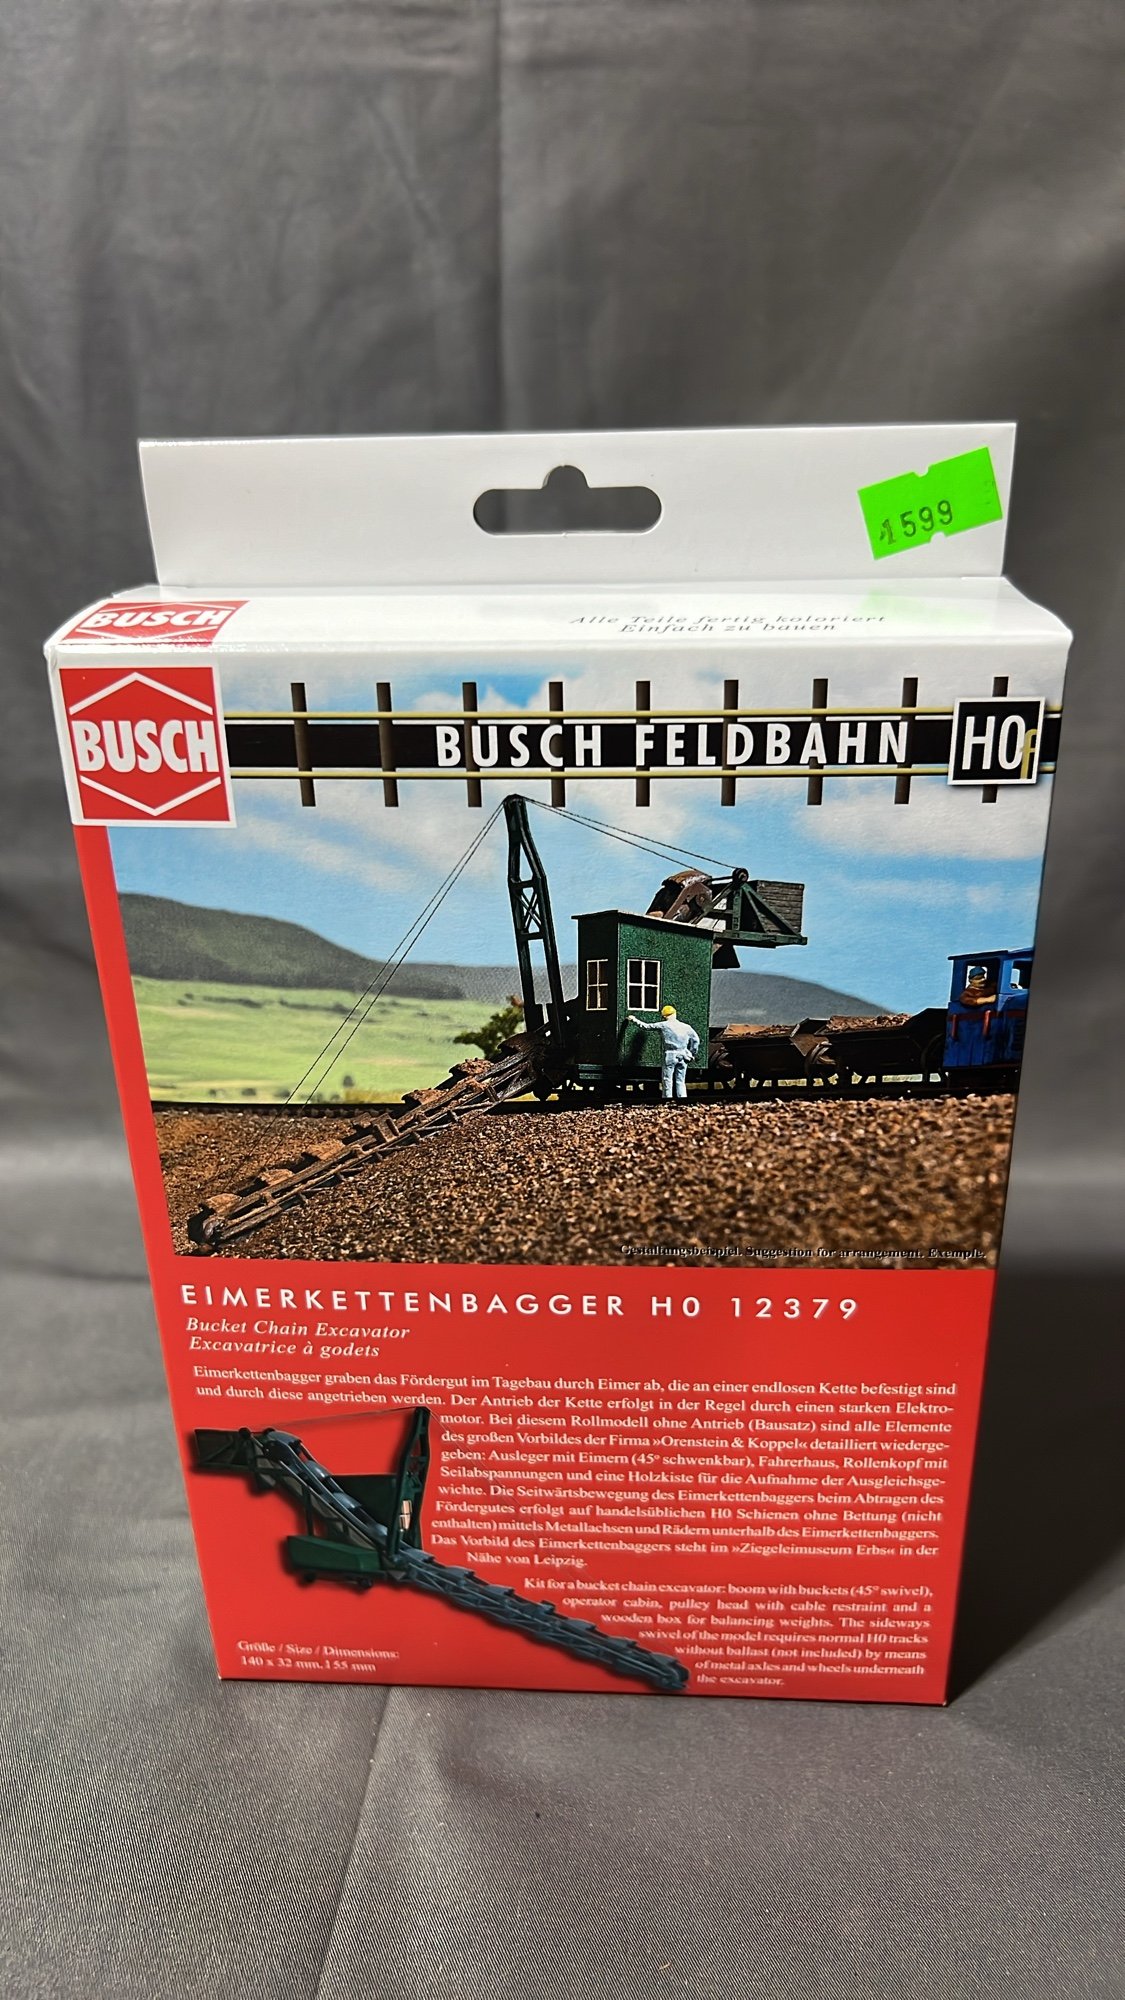 1599
BUSCH
Alle Teile fertig koloriert
Einfach zu bauen
BUSCH
BUSCH FELDBAHN
H0f
Gestaltungsbeispiel. Suggestion for arrangement. Exemple.
EIMERKETTENBAGGER H0 12379
Bucket Chain Excavator
Excavatrice à godets
Eimerkettenbagger graben das Fördergut im Tagebau durch Eimer ab, die an einer endlosen Kette befestigt sind
und durch diese angetrieben werden. Der Antrieb der Kette erfolgt in der Regel durch einen starken Elektro-
motor. Bei diesem Rollmodell ohne Antrieb (Bausatz) sind alle Elemente
des großen Vorbildes der Firma »Orenstein & Koppel« detailliert wiederge-
geben: Ausleger mit Eimern (45° schwenkbar), Fahrerhaus, Rollenkopf mit
Seilabspannungen und eine Holzkiste für die Aufnahme der Ausgleichsge-
wichte. Die Seitwärtsbewegung des Eimerkettenbaggers beim Abtragen des
Fördergutes erfolgt auf handelsüblichen H0 Schienen ohne Bettung (nicht
enthalten) mittels Metallachsen und Rädern unterhalb des Eimerkettenbaggers.
Das Vorbild des Eimerkettenbaggers steht im »Ziegeleimuseum Erbs« in der
Nähe von Leipzig.
Kit for a bucket chain excavator: boom with buckets (45° swivel),
operator cabin, pulley head with cable restraint and a
wooden box for balancing weights. The sideways
swivel of the model requires normal H0 tracks
without ballast (not included) by means
of metal axles and wheels underneath
the excavator.
Größe / Size / Dimensions:
140 x 32 mm, 155 mm